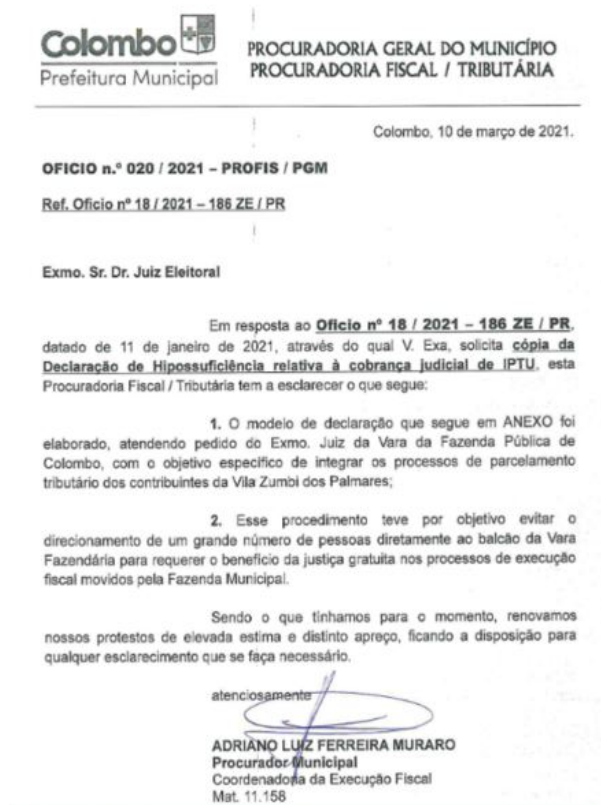 Colombo
Prefeitura Municipal
PROCURADORIA GERAL DO MUNICÍPIO
PROCURADORIA FISCAL / TRIBUTÁRIA
Colombo, 10 de março de 2021.
OFICIO n.º 020 / 2021 – PROFIS / PGM
Ref. Oficio nº 18 / 2021 – 186 ZE / PR
Exmo. Sr. Dr. Juiz Eleitoral
Em resposta ao Oficio nº 18 / 2021 – 186 ZE / PR,
datado de 11 de janeiro de 2021, através do qual V. Exa, solicita cópia da
Declaração de Hipossuficiência relativa à cobrança judicial de IPTU, esta
Procuradoria Fiscal / Tributária tem a esclarecer o que segue:
1. O modelo de declaração que segue em ANEXO foi
elaborado, atendendo pedido do Exmo. Juiz da Vara da Fazenda Pública de
Colombo, com o objetivo especifico de integrar os processos de parcelamento
tributário dos contribuintes da Vila Zumbi dos Palmares;
2. Esse procedimento teve por objetivo evitar o
direcionamento de um grande número de pessoas diretamente ao balcão da Vara
Fazendária para requerer o beneficio da justiça gratuita nos processos de execução
fiscal movidos pela Fazenda Municipal.
Sendo o que tinhamos para o momento, renovamos
nossos protestos de elevada estima e distinto apreço, ficando a disposição para
qualquer esclarecimento que se faça necessário.
atenciosamente
ADRIANO LUIZ FERREIRA MURARO
Procurador Municipal
Coordenadoria da Execução Fiscal
Mat. 11.158